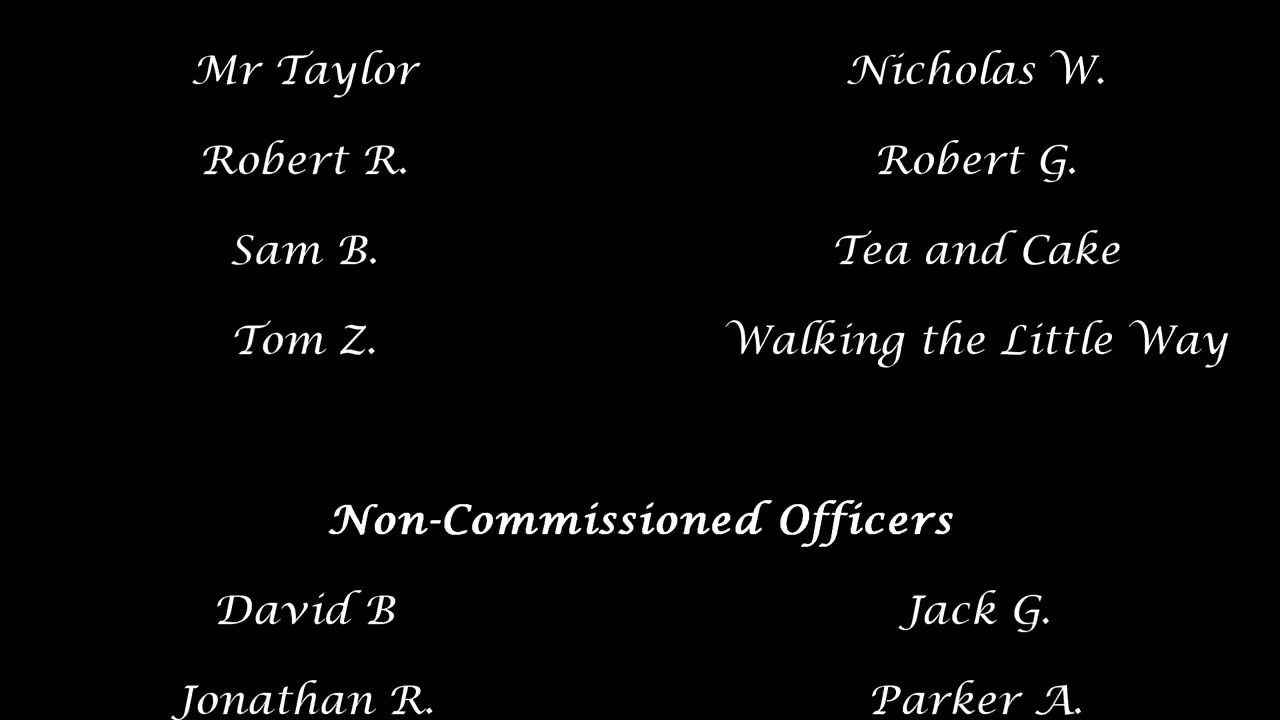 Mr Taylor Nicholas W.
Robert R. Robert G.
Sam B. Tea and Cake
Tom Z. Walking the Little Way
Non-Commissioned Officers
David B Jack G.
Jonathan R. Parker A.